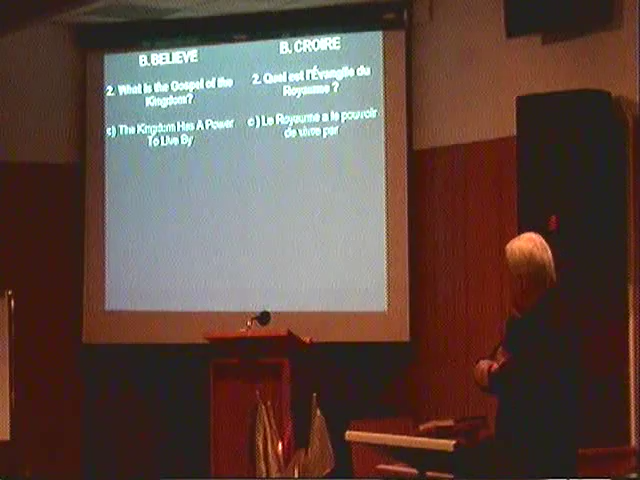 B. BELIEVE
2. What is the Gospel of the
Kingdom?
c) The Kingdom Has A Power
To Live By
B. CROIRE
2. Quel est l'Évangile du
Royaume ?
c) Le Royaume a le pouvoir
de vivre par